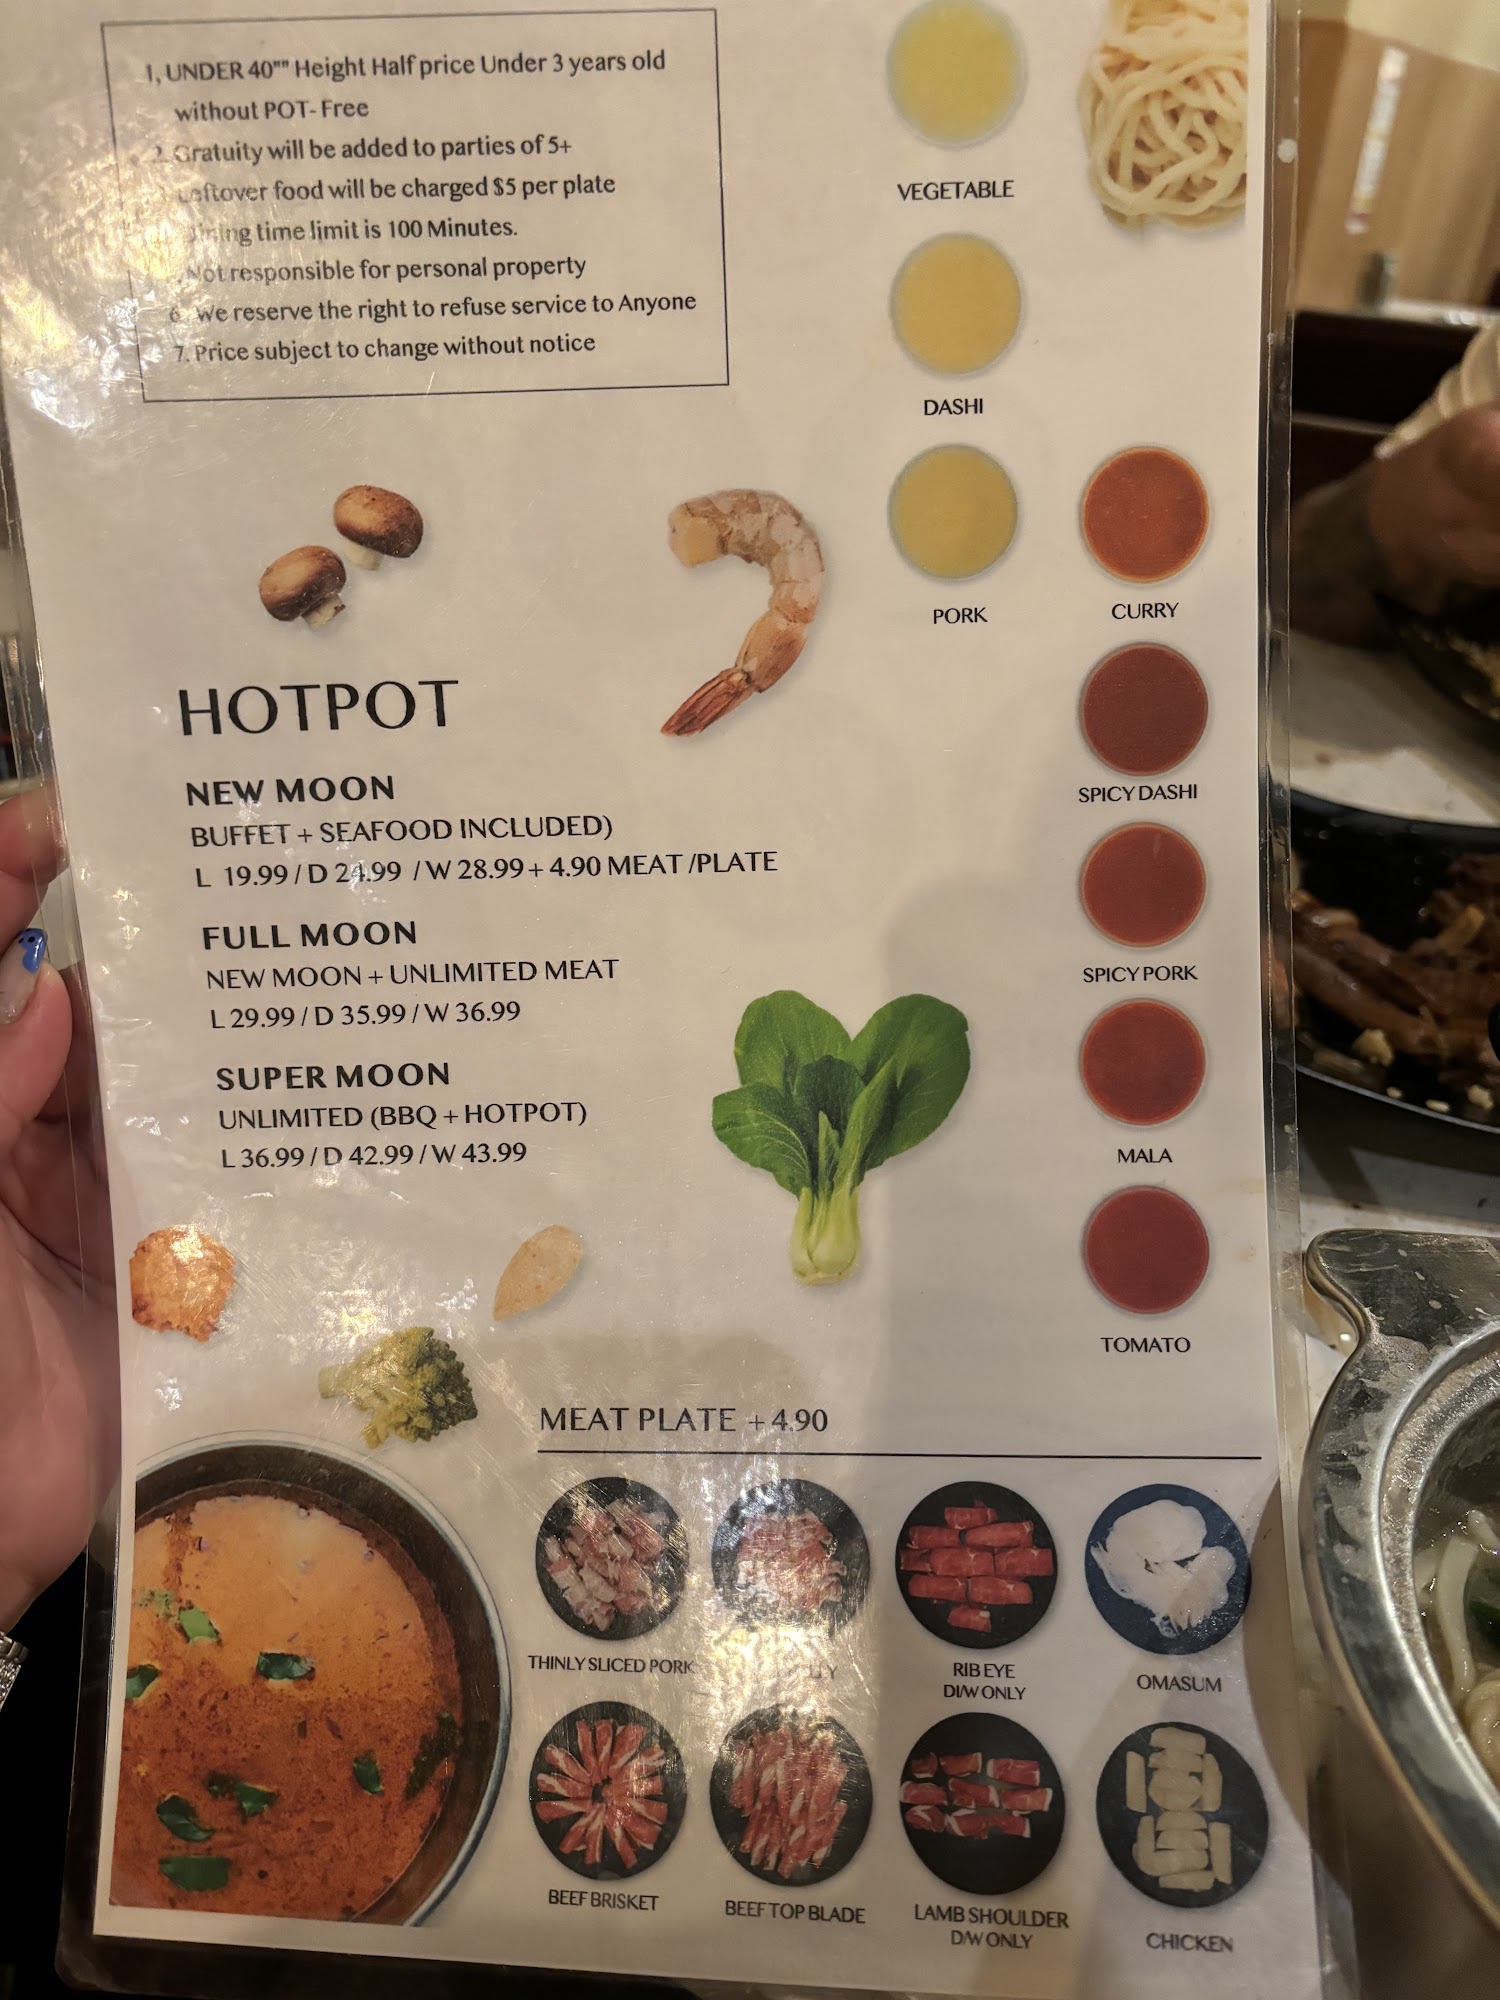 1, UNDER 40"" Height Half price Under 3 years old
without POT- Free
2. Gratuity will be added to parties of 5+
Leftover food will be charged $5 per plate
Dining time limit is 100 Minutes.
Not responsible for personal property
6. We reserve the right to refuse service to Anyone
7. Price subject to change without notice
VEGETABLE
DASHI
PORK
CURRY
SPICY DASHI
SPICY PORK
MALA
TOMATO
HOTPOT
NEW MOON
BUFFET + SEAFOOD INCLUDED)
L 19.99 / D 24.99 / W 28.99 + 4.90 MEAT /PLATE
FULL MOON
NEW MOON + UNLIMITED MEAT
L 29.99 / D 35.99 / W 36.99
SUPER MOON
UNLIMITED (BBQ + HOTPOT)
L 36.99 / D 42.99 / W 43.99
MEAT PLATE + 4.90
THINLY SLICED PORK
RIB EYE
D/W ONLY
OMASUM
BEEF BRISKET
BEEF TOP BLADE
LAMB SHOULDER
D/W ONLY
CHICKEN